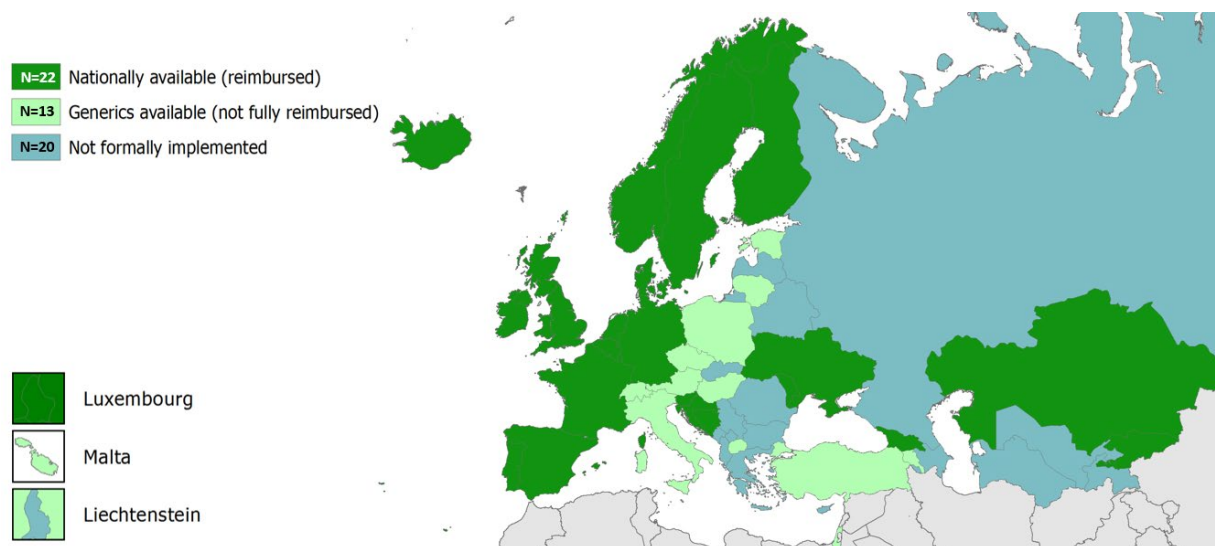 N=22 Nationally available (reimbursed)
N=13 Generics available (not fully reimbursed)
N=20 Not formally implemented
Luxembourg
Malta
Liechtenstein